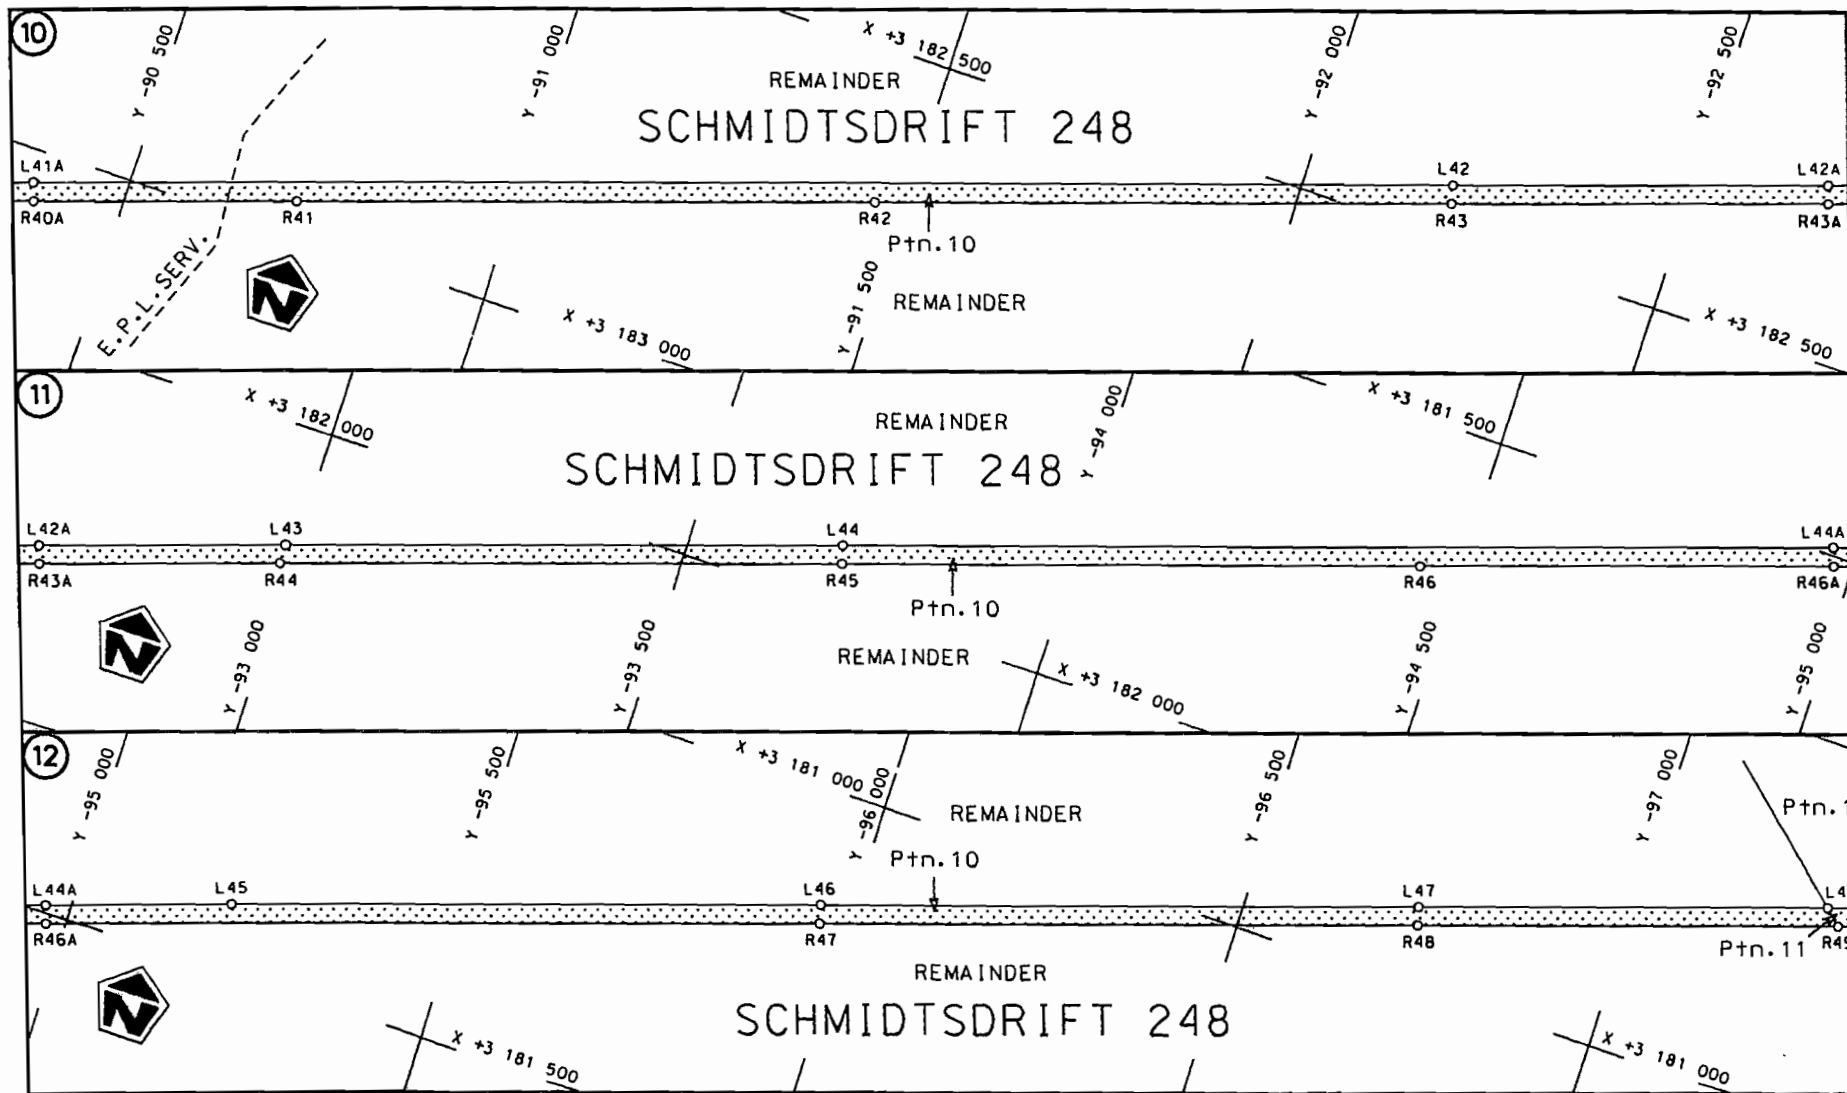 10
Y -90 500
Y -91 000
X +3 182 500
Y -92 000
Y -92 500
REMAINDER
SCHMIDTSDRIFT 248
L41A
L42
L42A
R40A
R41
R42
R43
R43A
Ptn.10
E.P.L. SERV.
N
X +3 183 000
Y -91 500
REMAINDER
X +3 182 500
11
X +3 182 000
REMAINDER
Y -94 000
X +3 181 500
SCHMIDTSDRIFT 248
L42A
L43
L44
L44A
R43A
R44
R45
R46
R46A
Ptn.10
N
Y -93 000
Y -93 500
REMAINDER
X +3 182 000
Y -94 500
Y -95 000
12
Y -95 000
Y -95 500
X +3 181 000
Y -96 000
REMAINDER
Y -96 500
Y -97 000
Ptn.10
L44A
L45
L46
L47
R46A
R47
R48
Ptn.11
REMAINDER
N
SCHMIDTSDRIFT 248
X +3 181 500
X +3 181 000